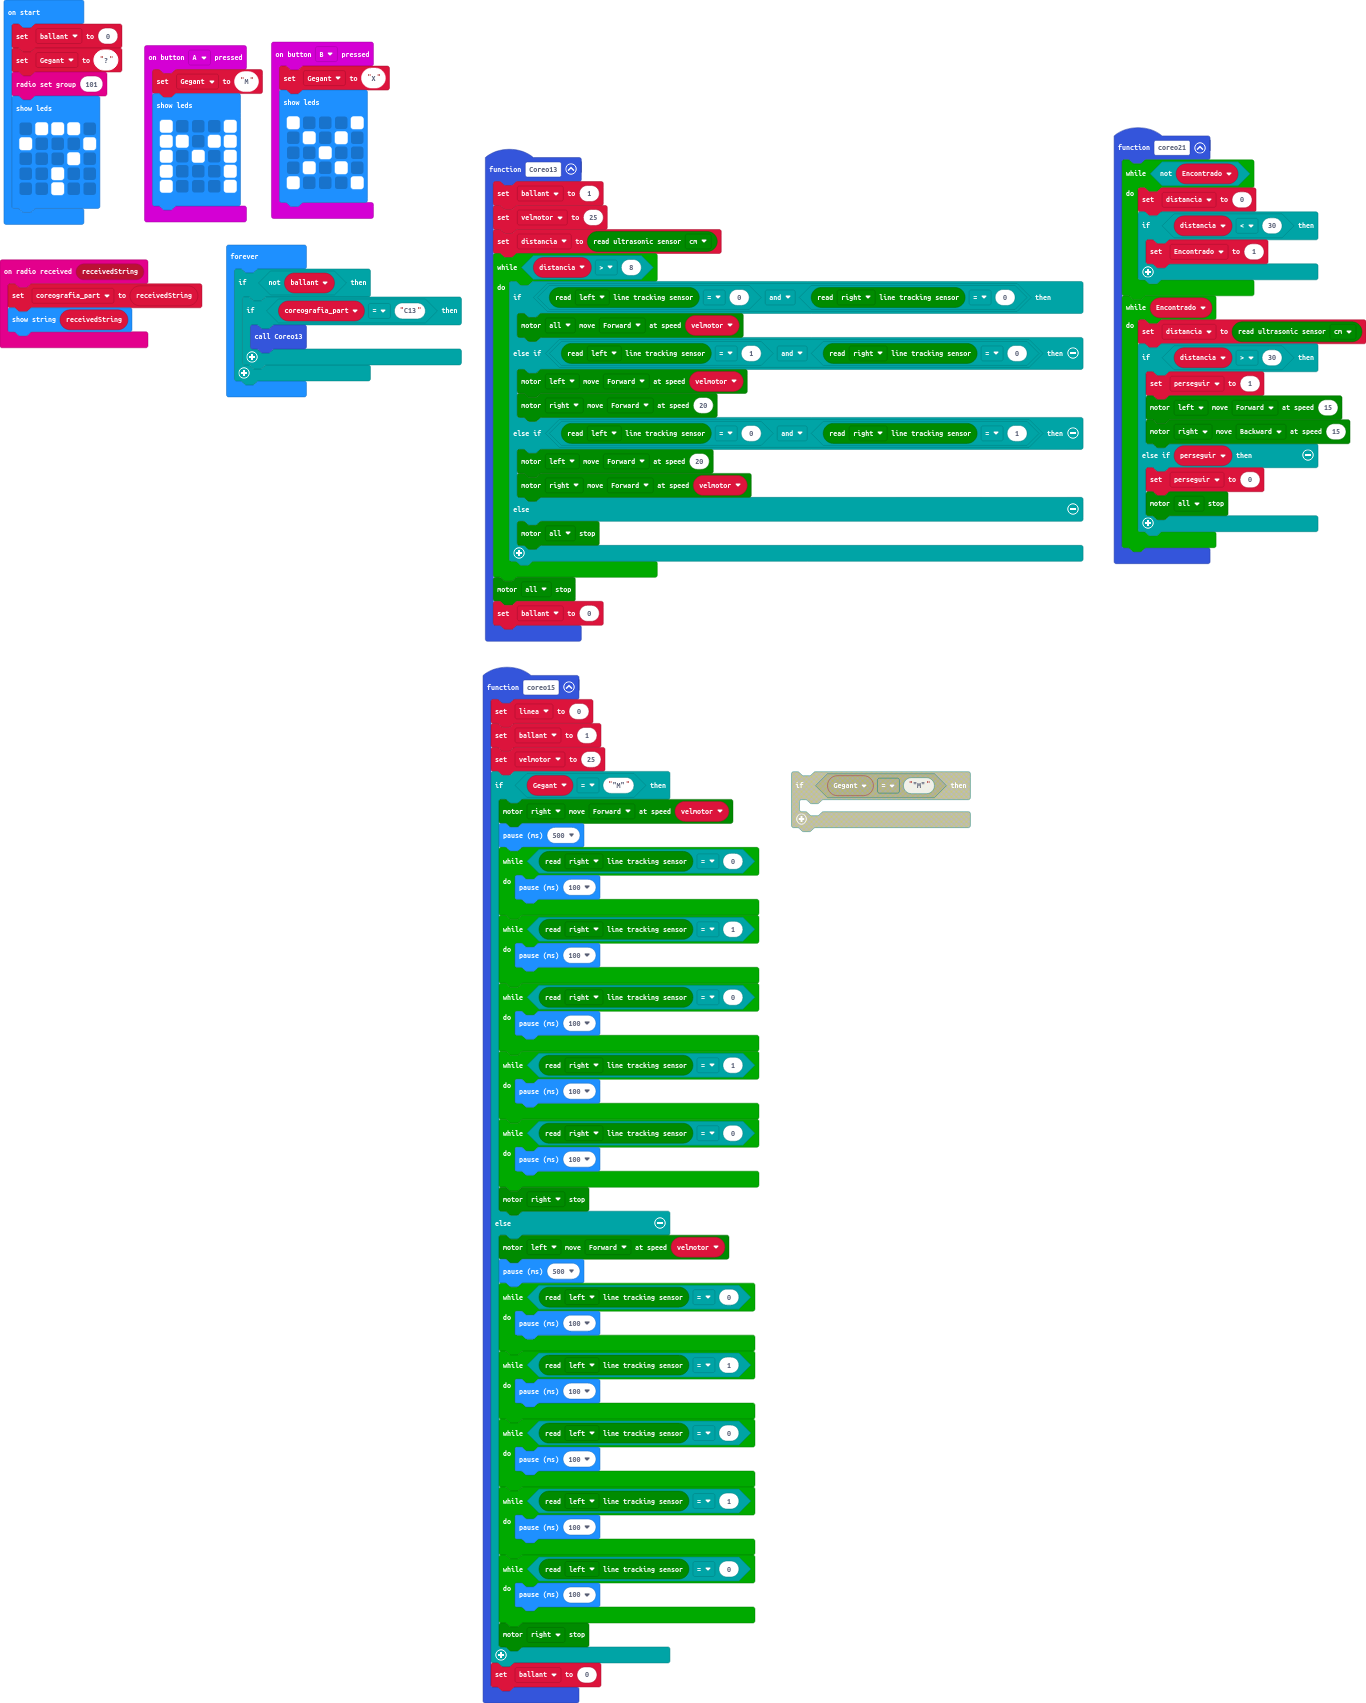 on start
set ballant to 0
set Gegant to "?"
radio set group 101
show leds
on button A pressed
set Gegant to "M"
show leds
on button B pressed
set Gegant to "X"
show leds
on radio received receivedString
set coreografia_part to receivedString
show string receivedString
forever
if not ballant then
if coreografia_part = "C13" then
call Coreo13
function Coreo13
set ballant to 1
set velmotor to 25
set distancia to read ultrasonic sensor cm
while distancia > 8
do
if read left line tracking sensor = 0 and read right line tracking sensor = 0 then
motor all move Forward at speed velmotor
else if read left line tracking sensor = 1 and read right line tracking sensor = 0 then
motor left move Forward at speed velmotor
motor right move Forward at speed 20
else if read left line tracking sensor = 0 and read right line tracking sensor = 1 then
motor left move Forward at speed 20
motor right move Forward at speed velmotor
else
motor all stop
motor all stop
set ballant to 0
function coreo21
while not Encontrado
do
set distancia to 0
if distancia < 30 then
set Encontrado to 1
while Encontrado
do
set distancia to read ultrasonic sensor cm
if distancia > 30 then
set perseguir to 1
motor left move Forward at speed 15
motor right move Backward at speed 15
else if perseguir then
set perseguir to 0
motor all stop
function coreo15
set linea to 0
set ballant to 1
set velmotor to 25
if Gegant = ""M"" then
motor right move Forward at speed velmotor
pause (ms) 500
while read right line tracking sensor = 0
do
pause (ms) 100
while read right line tracking sensor = 1
do
pause (ms) 100
while read right line tracking sensor = 0
do
pause (ms) 100
while read right line tracking sensor = 1
do
pause (ms) 100
while read right line tracking sensor = 0
do
pause (ms) 100
motor right stop
else
motor left move Forward at speed velmotor
pause (ms) 500
while read left line tracking sensor = 0
do
pause (ms) 100
while read left line tracking sensor = 1
do
pause (ms) 100
while read left line tracking sensor = 0
do
pause (ms) 100
while read left line tracking sensor = 1
do
pause (ms) 100
while read left line tracking sensor = 0
do
pause (ms) 100
motor right stop
set ballant to 0
if Gegant = ""M"" then